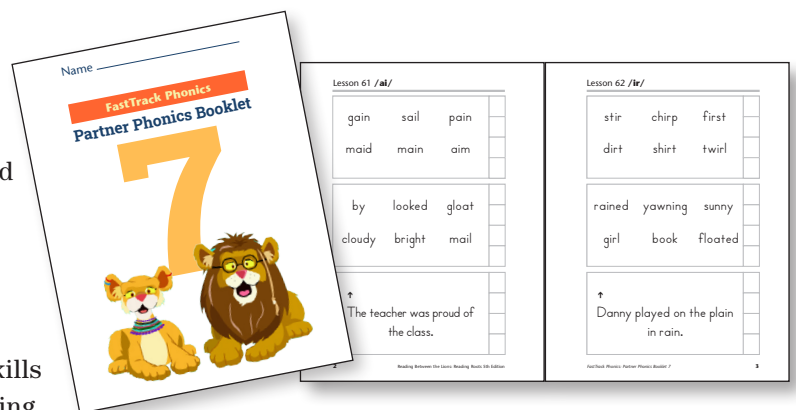 Name
FastTrack Phonics
Partner Phonics Booklet
7
d
kills
ing
Lesson 61 /ai/
gain sail pain
maid main aim
by looked gloat
cloudy bright mail
↑
The teacher was proud of
the class.
2 Reading Between the Lions: Reading Roots 5th Edition
Lesson 62 /ir/
stir chirp first
dirt shirt twirl
rained yawning sunny
girl book floated
↑
Danny played on the plain
in rain.
FastTrack Phonics: Partner Phonics Booklet 7 3